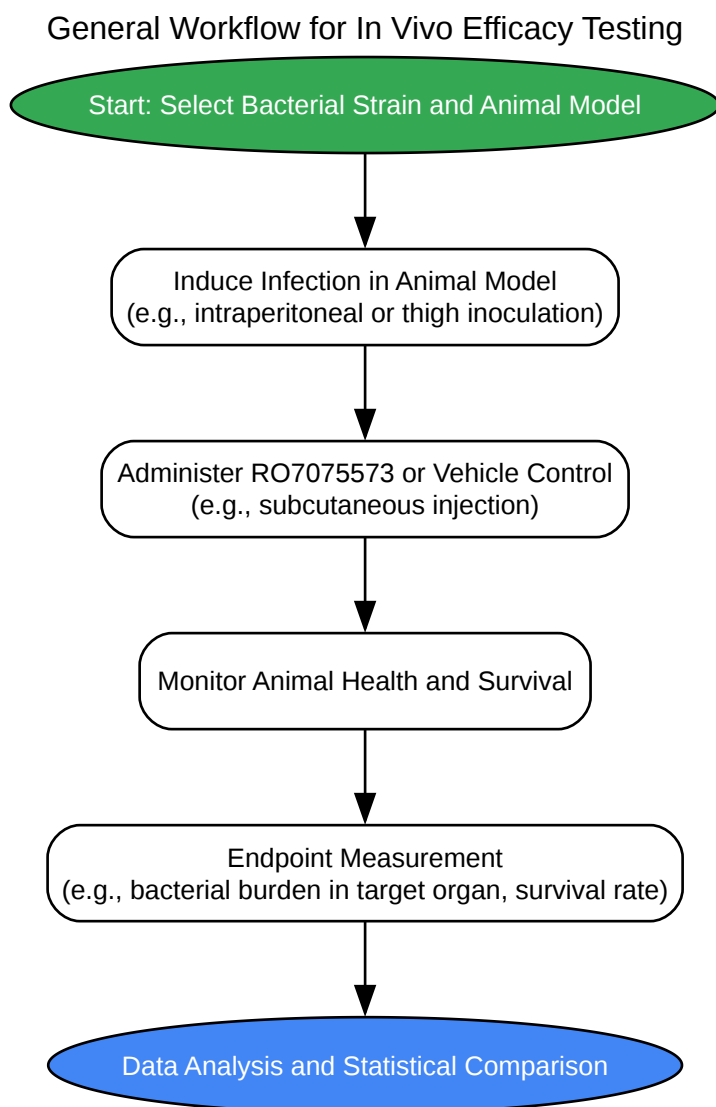 General Workflow for In Vivo Efficacy Testing
Start: Select Bacterial Strain and Animal Model
Induce Infection in Animal Model
(e.g., intraperitoneal or thigh inoculation)
Administer RO7075573 or Vehicle Control
(e.g., subcutaneous injection)
Monitor Animal Health and Survival
Endpoint Measurement
(e.g., bacterial burden in target organ, survival rate)
Data Analysis and Statistical Comparison